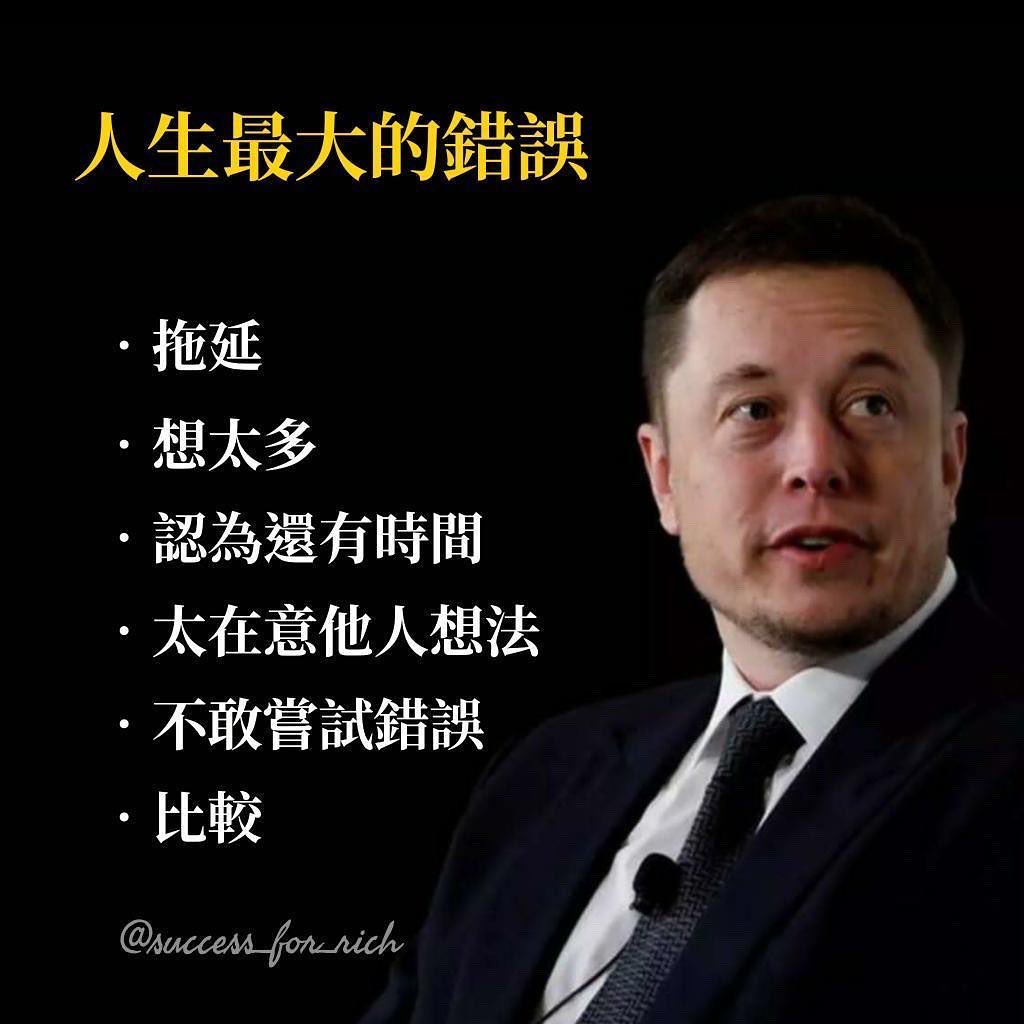 人生最大的錯誤
· 拖延
· 想太多
· 認為還有時間
· 太在意他人想法
· 不敢嘗試錯誤
· 比較
@success_for_rich